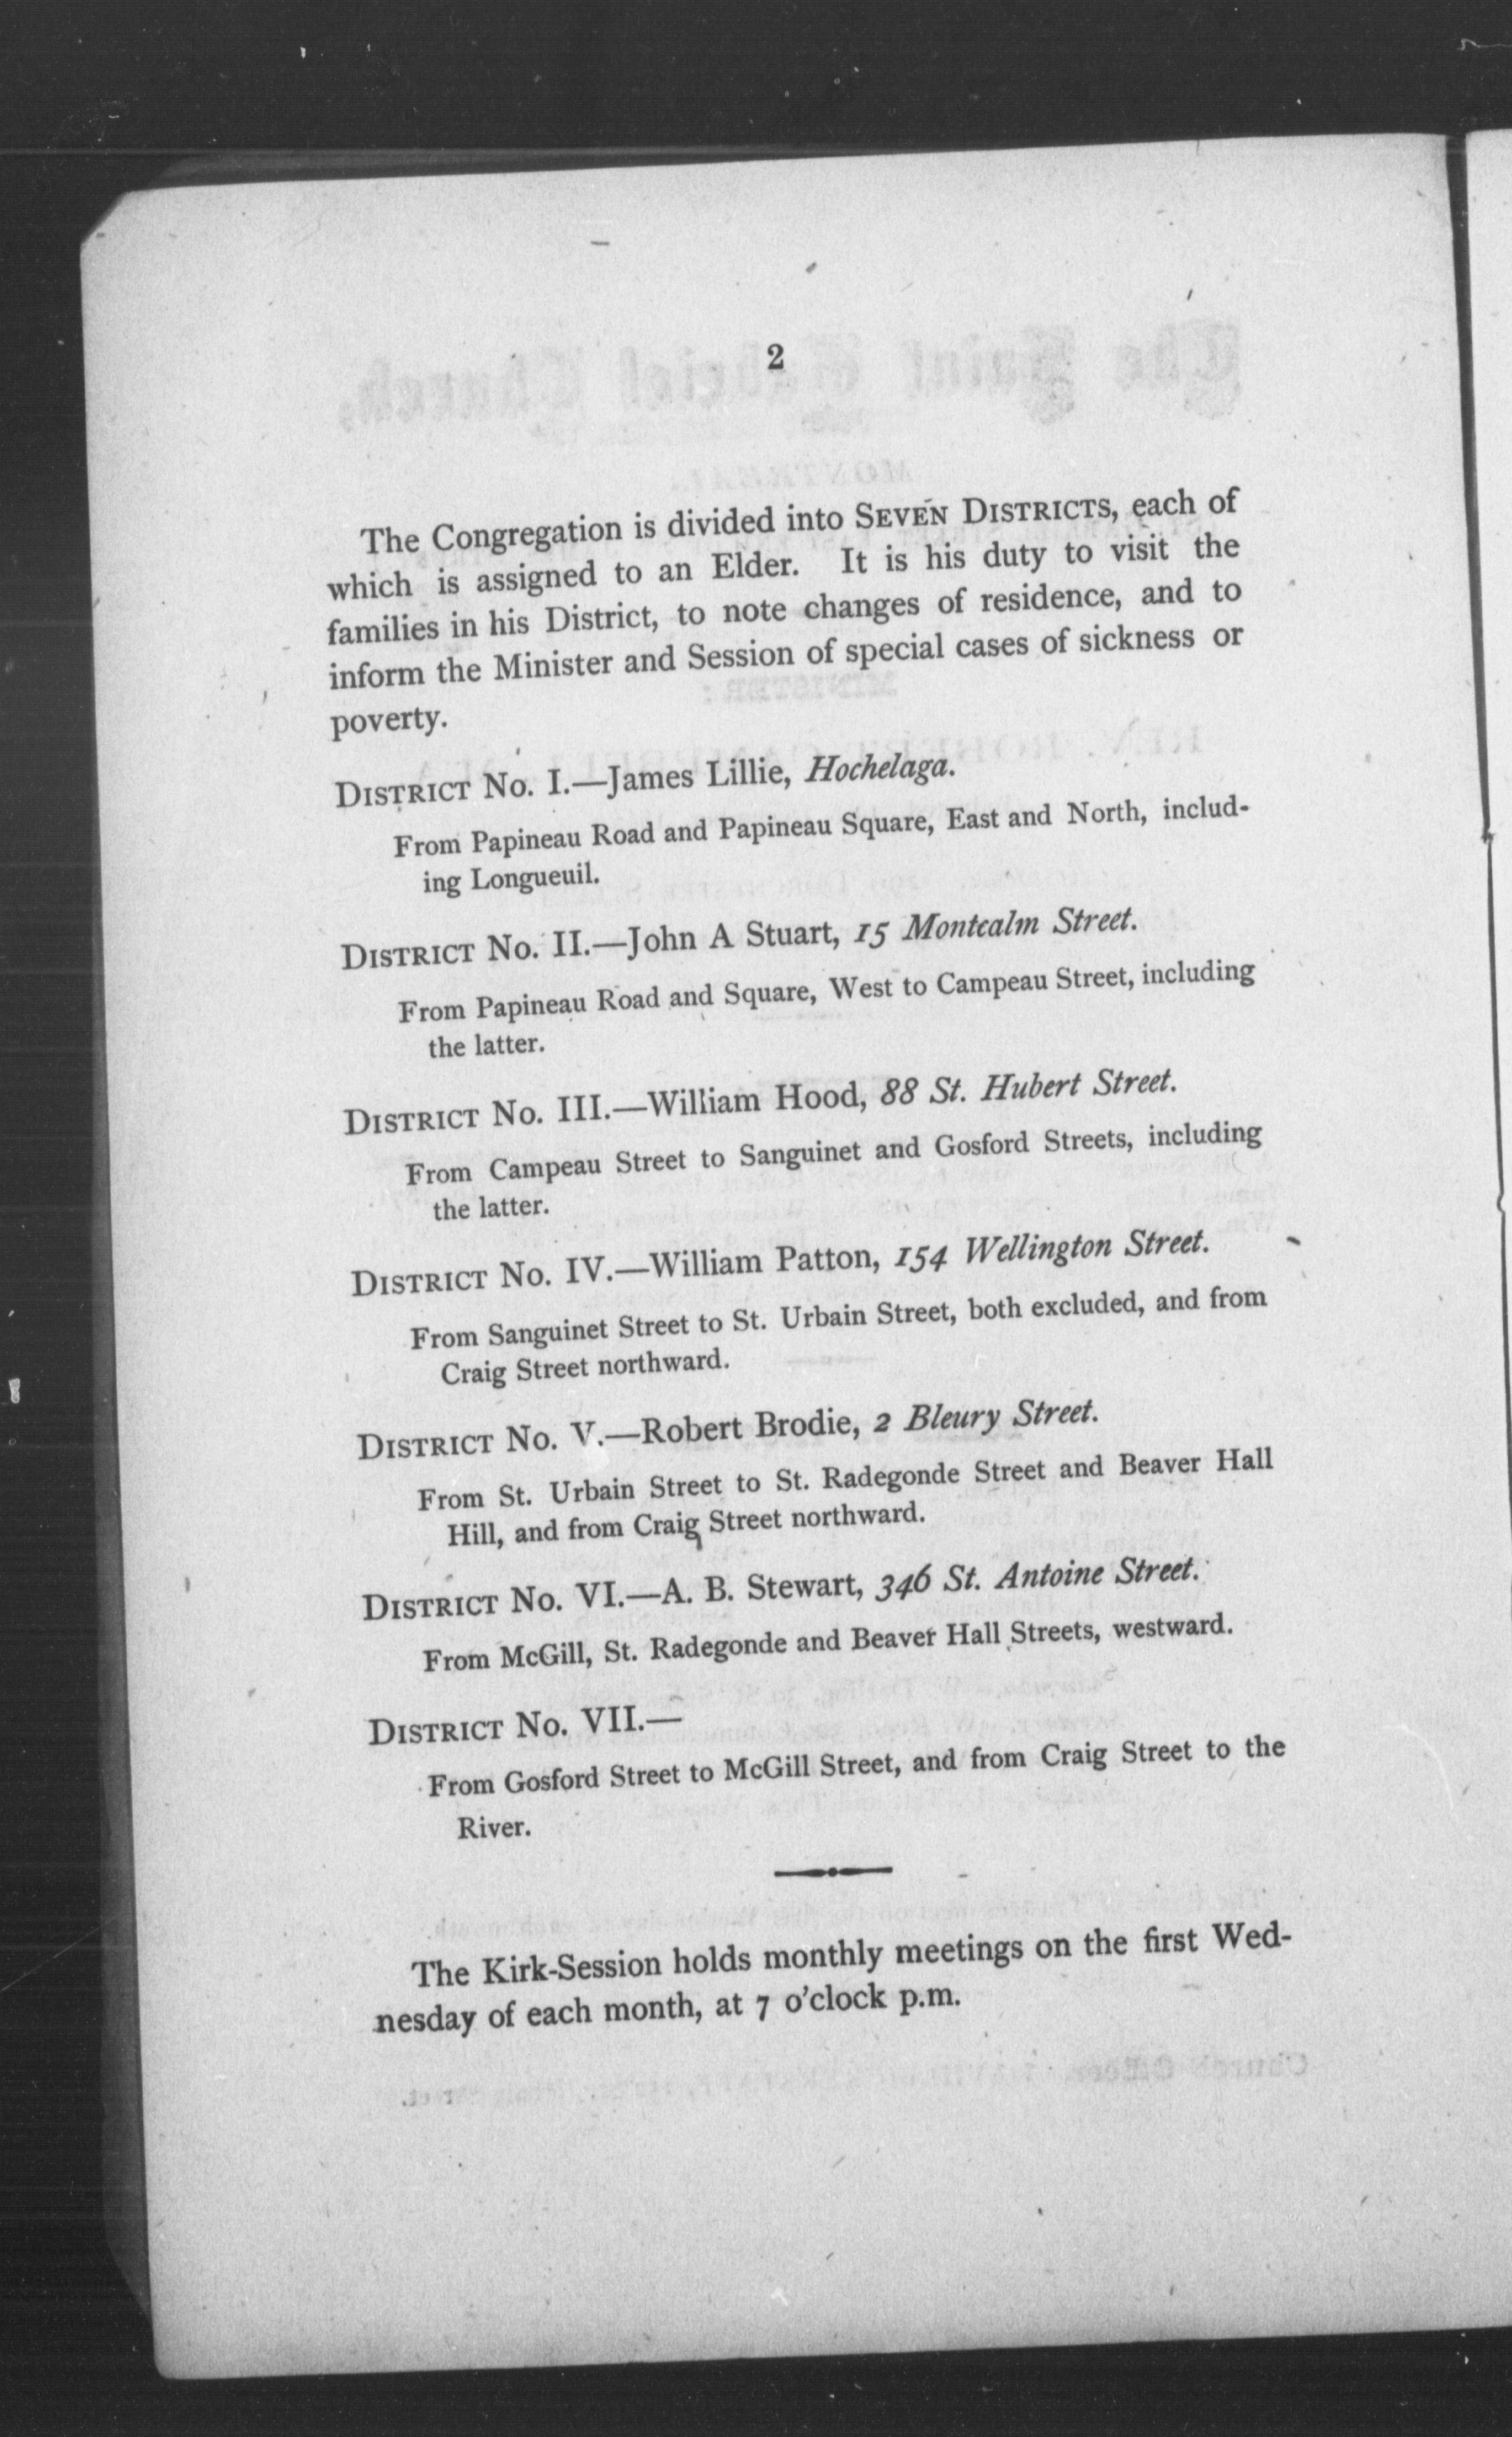 2
The Congregation is divided into SEVEN DISTRICTS, each of
which is assigned to an Elder. It is his duty to visit the
families in his District, to note changes of residence, and to
inform the Minister and Session of special cases of sickness or
poverty.
DISTRICT No. I.—James Lillie, Hochelaga.
From Papineau Road and Papineau Square, East and North, includ-
ing Longueuil.
DISTRICT No. II.—John A Stuart, 15 Montcalm Street.
From Papineau Road and Square, West to Campeau Street, including
the latter.
DISTRICT No. III.—William Hood, 88 St. Hubert Street.
From Campeau Street to Sanguinet and Gosford Streets, including
the latter.
DISTRICT No. IV.—William Patton, 154 Wellington Street.
From Sanguinet Street to St. Urbain Street, both excluded, and from
Craig Street northward.
DISTRICT No. V.—Robert Brodie, 2 Bleury Street.
From St. Urbain Street to St. Radegonde Street and Beaver Hall
Hill, and from Craig Street northward.
DISTRICT No. VI.—A. B. Stewart, 346 St. Antoine Street.
From McGill, St. Radegonde and Beaver Hall Streets, westward.
DISTRICT No. VII.—
From Gosford Street to McGill Street, and from Craig Street to the
River.
The Kirk-Session holds monthly meetings on the first Wed-
nesday of each month, at 7 o'clock p.m.